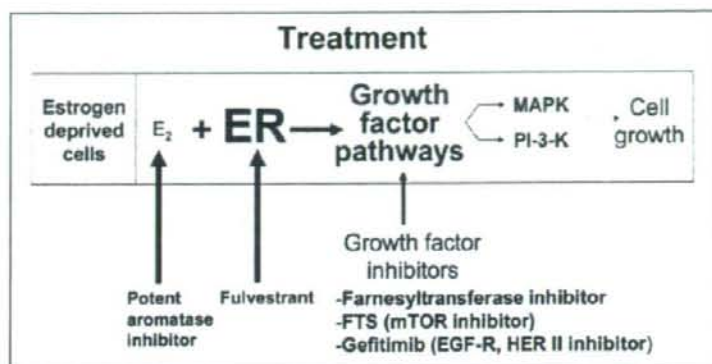 Treatment
Estrogen
deprived
cells
E₂ + ER
Growth
factor
pathways
MAPK
PI-3-K
Cell
growth
Potent
aromatase
inhibitor
Fulvestrant
Growth factor
inhibitors
-Farnesyltransferase inhibitor
-FTS (mTOR inhibitor)
-Gefitimib (EGF-R, HER II inhibitor)